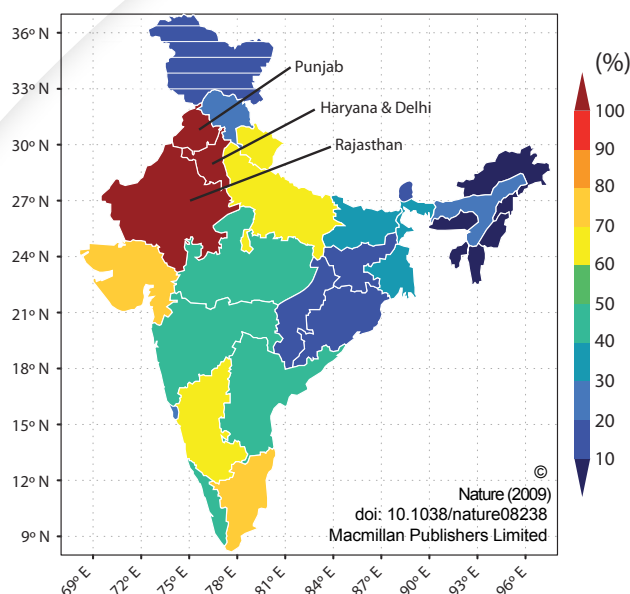 36° N
33° N
30° N
27° N
24° N
21° N
18° N
15° N
12° N
9° N
69° E
72° E
75° E
78° E
81° E
84° E
87° E
90° E
93° E
96° E
Punjab
Haryana & Delhi
Rajasthan
(%)
100
90
80
70
60
50
40
30
20
10
©
Nature (2009)
doi: 10.1038/nature08238
Macmillan Publishers Limited